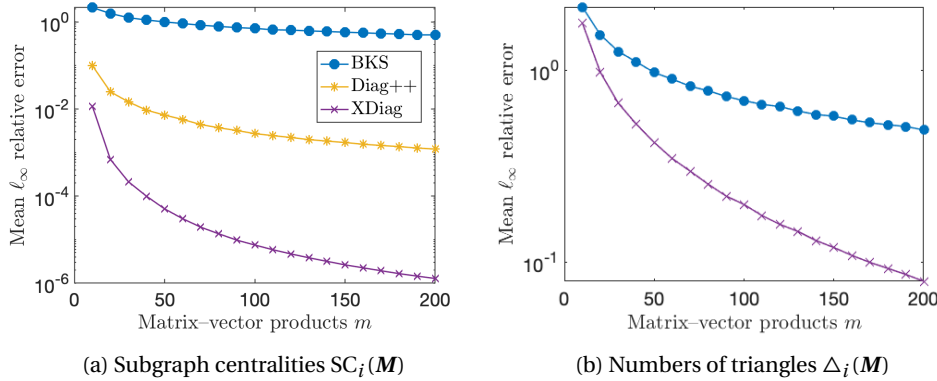 10^0
10^-2
10^-4
10^-6
Mean ℓ∞ relative error
BKS
Diag++
XDiag
0 50 100 150 200
Matrix–vector products m
(a) Subgraph centralities SC_i(M)
10^0
10^-1
Mean ℓ∞ relative error
0 50 100 150 200
Matrix–vector products m
(b) Numbers of triangles △_i(M)